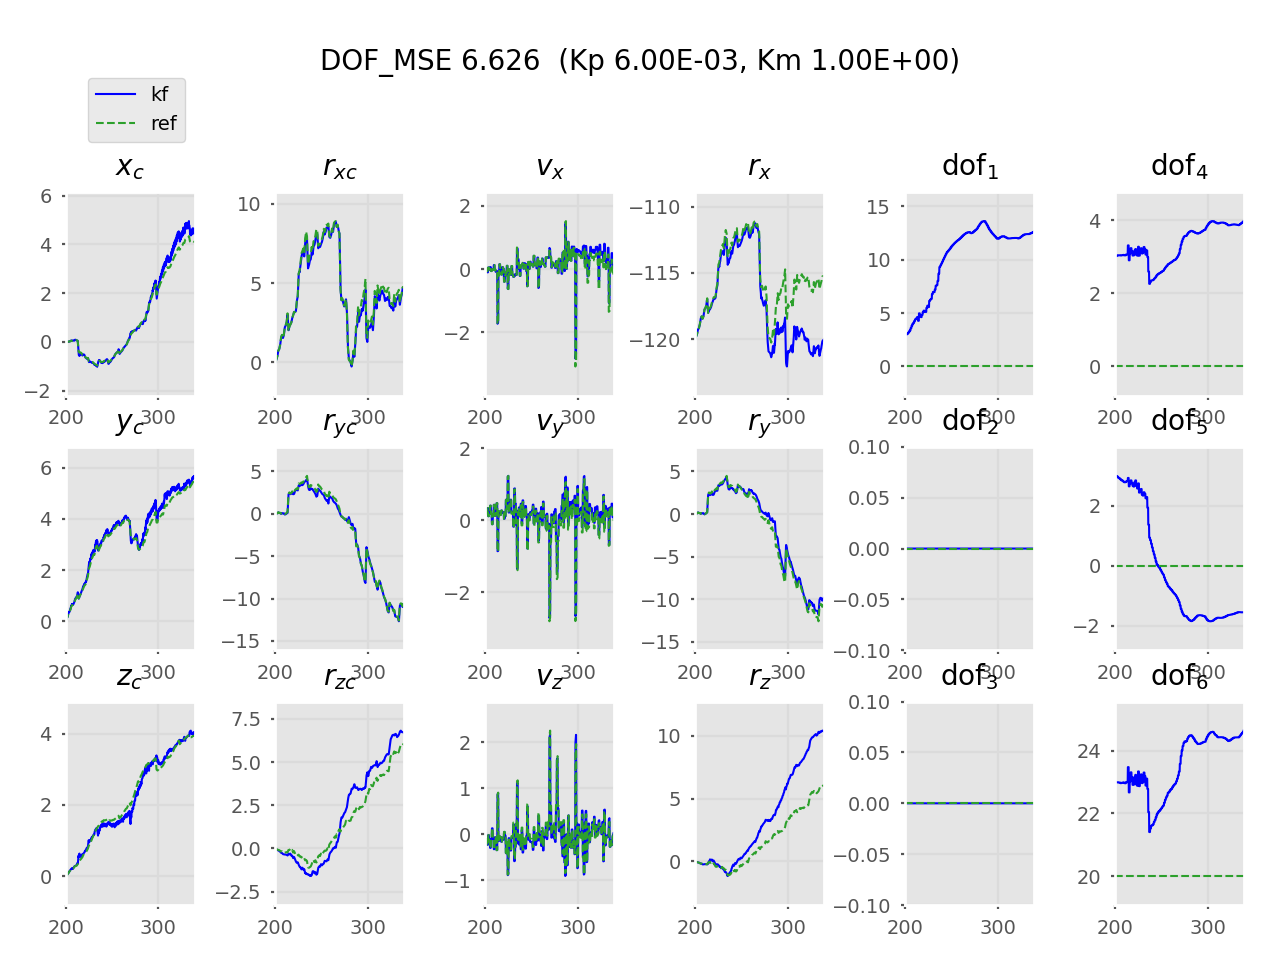 DOF_MSE 6.626  (Kp 6.00E-03, Km 1.00E+00)
kf
ref
x_c r_xc v_x r_x dof_1 dof_4
6 4 2 0 −2 200 300
10 5 0 200 300
2 0 −2 200 300
−110 −115 −120 200 300
15 10 5 0 200 300
4 2 0 200 300
y_c r_yc v_y r_y dof_2 dof_5
6 4 2 0 200 300
5 0 −5 −10 −15 200 300
2 0 −2 200 300
5 0 −5 −10 −15 200 300
0.10 0.05 0.00 −0.05 −0.10 200 300
2 0 −2 200 300
z_c r_zc v_z r_z dof_3 dof_6
4 2 0 200 300
7.5 5.0 2.5 0.0 −2.5 200 300
2 1 0 −1 200 300
10 5 0 200 300
0.10 0.05 0.00 −0.05 −0.10 200 300
24 22 20 200 300